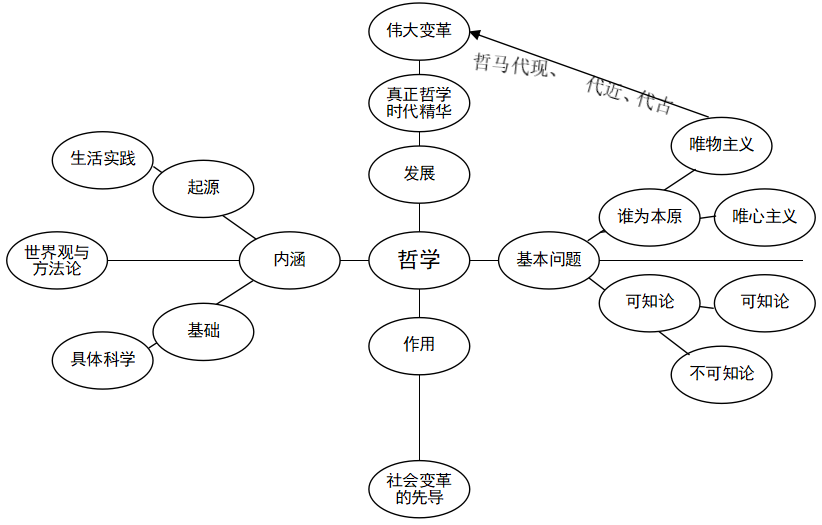 伟大变革
哲马代现、 代近、代古
真正哲学
时代精华
唯物主义
生活实践
起源
发展
谁为本原
唯心主义
世界观与
方法论
内涵
哲学
基本问题
可知论
可知论
基础
具体科学
作用
不可知论
社会变革
的先导